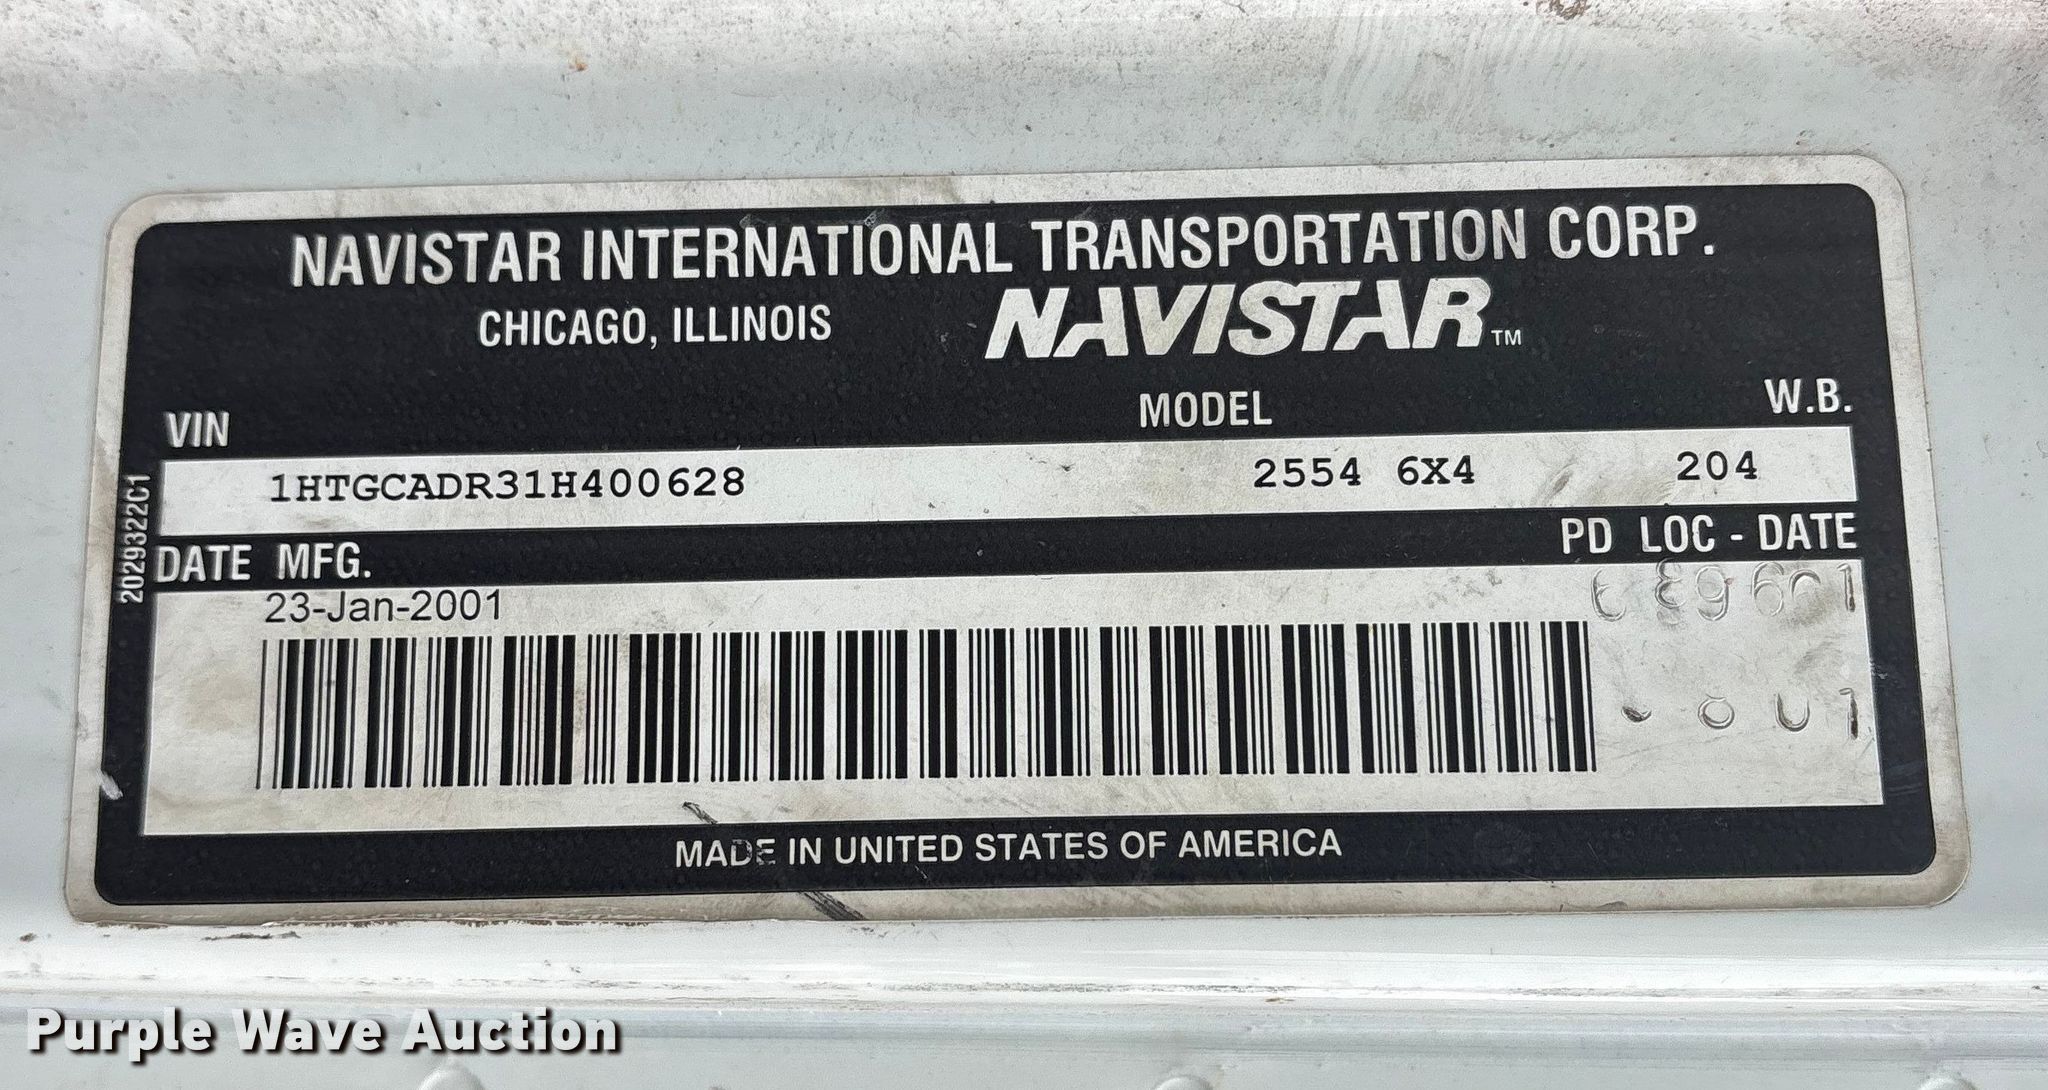 NAVISTAR INTERNATIONAL TRANSPORTATION CORP.
CHICAGO, ILLINOIS NAVISTAR™
VIN MODEL W.B.
1HTGCADR31H400628 2554 6X4 204
2029322C1
DATE MFG. PD LOC - DATE
23-Jan-2001
MADE IN UNITED STATES OF AMERICA
Purple Wave Auction